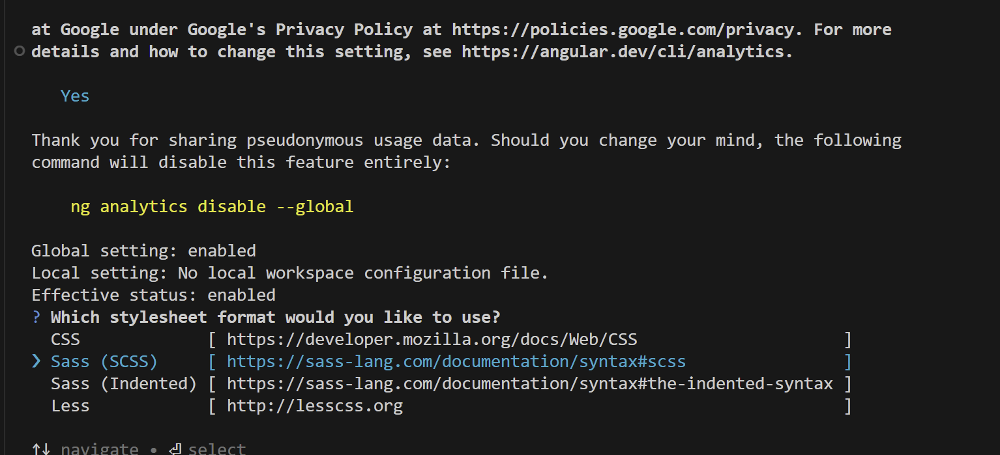 at Google under Google's Privacy Policy at https://policies.google.com/privacy. For more
details and how to change this setting, see https://angular.dev/cli/analytics.
Yes
Thank you for sharing pseudonymous usage data. Should you change your mind, the following
command will disable this feature entirely:
ng analytics disable --global
Global setting: enabled
Local setting: No local workspace configuration file.
Effective status: enabled
? Which stylesheet format would you like to use?
CSS [ https://developer.mozilla.org/docs/Web/CSS ]
❯ Sass (SCSS) [ https://sass-lang.com/documentation/syntax#scss ]
Sass (Indented) [ https://sass-lang.com/documentation/syntax#the-indented-syntax ]
Less [ http://lesscss.org ]
↑↓ navigate • ⏎ select